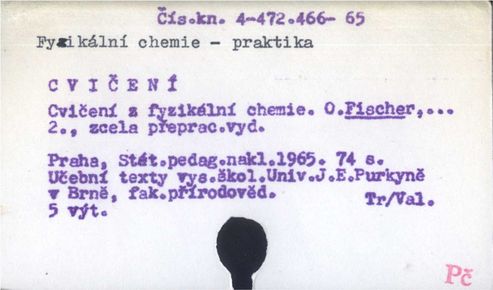 Čís.kn. 4-472.466- 65
Fyzikální chemie - praktika
CVIČENÍ
Cvičení z fyzikální chemie. O.Fischer,...
2., zcela přeprac.vyd.
Praha, Stát.pedag.nakl.1965. 74 s.
Učební texty vys.škol.Univ.J.E.Purkyně
v Brně, fak.přírodověd.
Tr/Val.
5 výt.
Pč